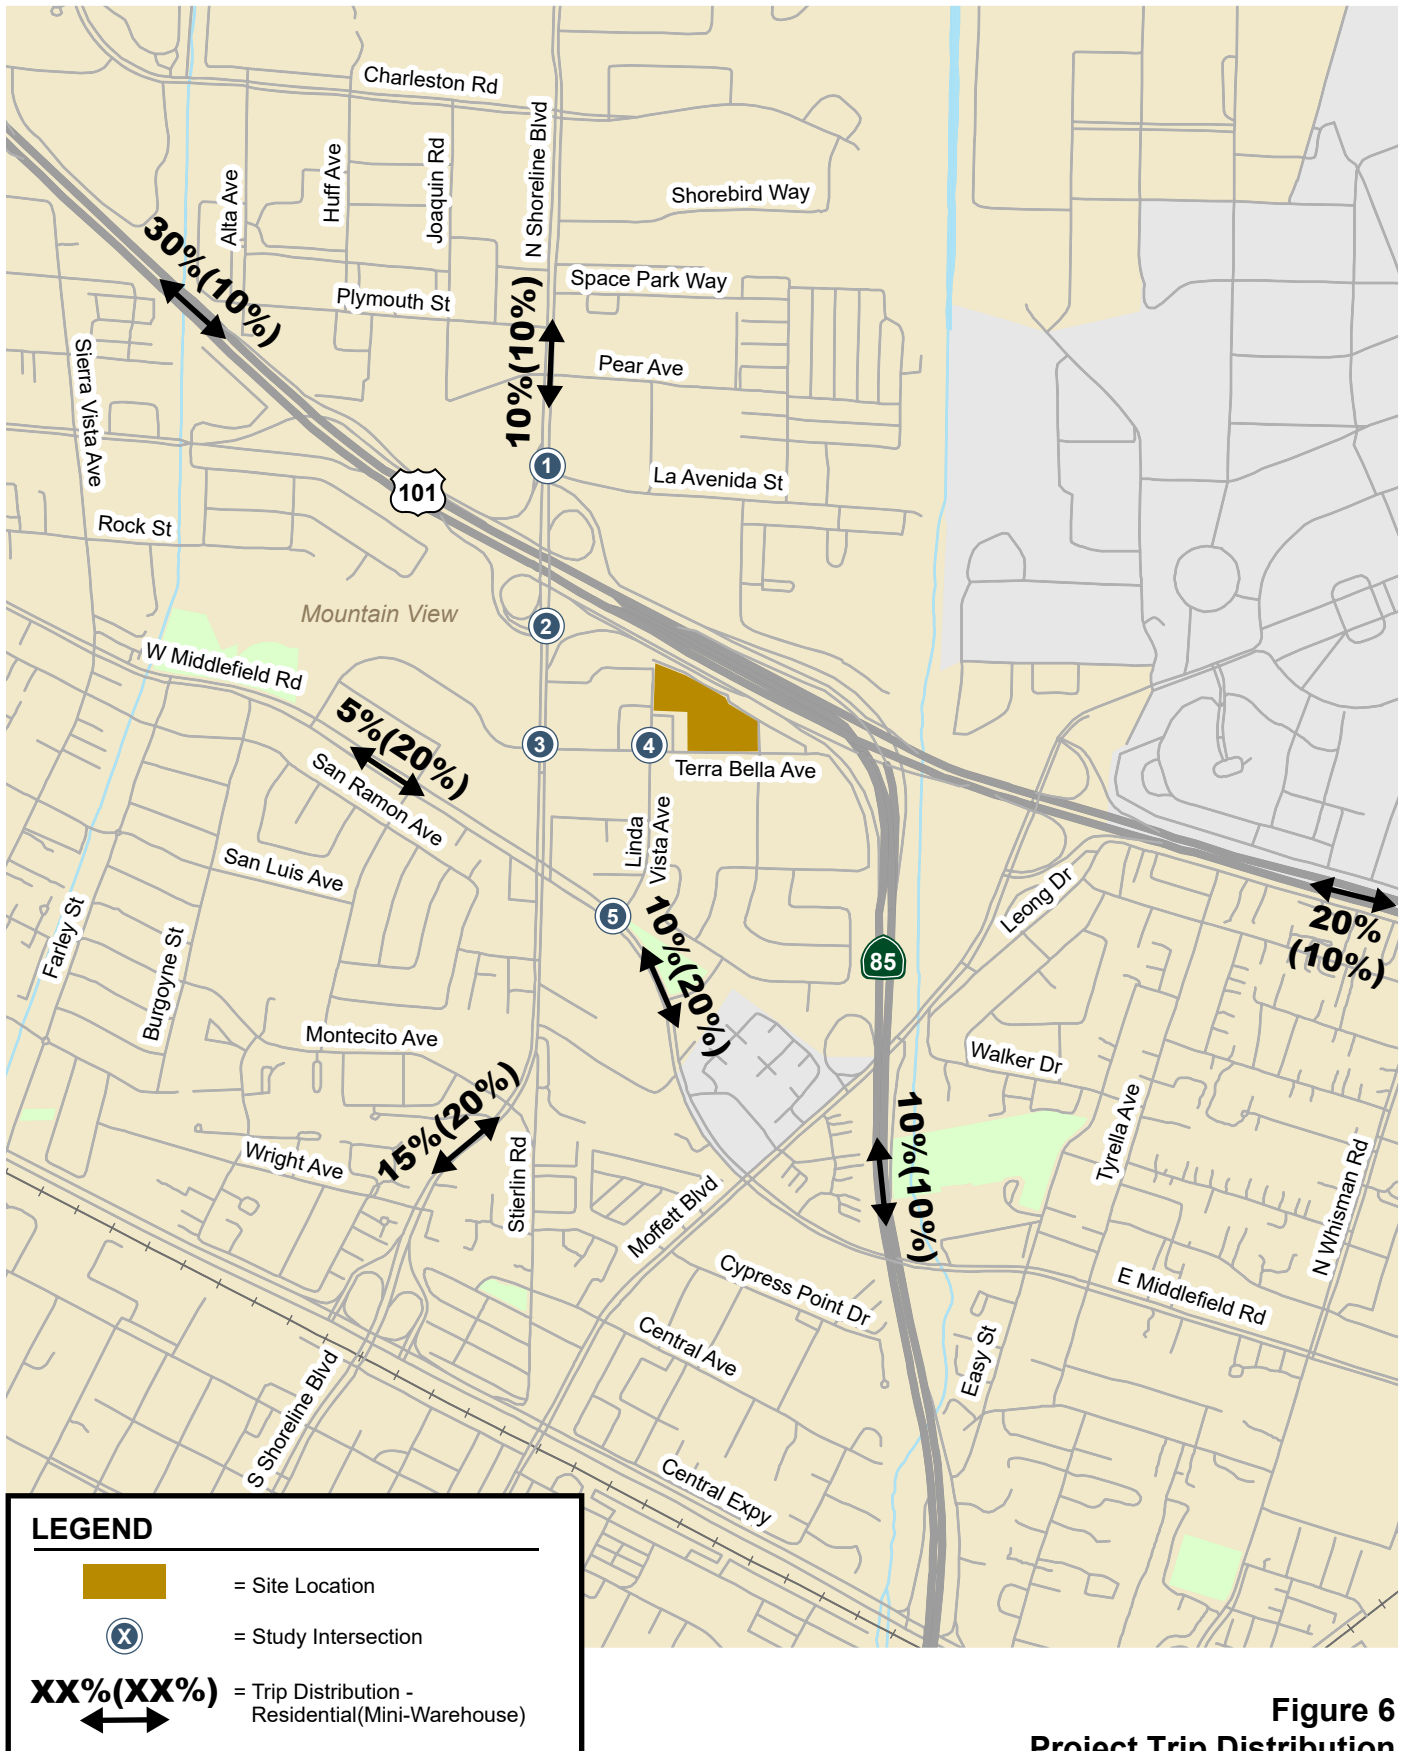 Charleston Rd
N Shoreline Blvd
Joaquin Rd
Huff Ave
Alta Ave
Shorebird Way
30%(10%)
Space Park Way
Plymouth St
10%(10%)
Pear Ave
Sierra Vista Ave
1
La Avenida St
101
Rock St
Mountain View
2
W Middlefield Rd
5%(20%)
3
4
Terra Bella Ave
San Ramon Ave
Linda
Vista Ave
San Luis Ave
Leong Dr
5
10%(20%)
20%
(10%)
Farley St
Burgoyne St
85
Montecito Ave
Walker Dr
15%(20%)
10%(10%)
Tyrella Ave
Wright Ave
Stierlin Rd
N Whisman Rd
Moffett Blvd
Cypress Point Dr
E Middlefield Rd
Central Ave
Easy St
S Shoreline Blvd
Central Expy
LEGEND
= Site Location
X
= Study Intersection
XX%(XX%)
= Trip Distribution -
Residential(Mini-Warehouse)
Figure 6
Project Trip Distribution